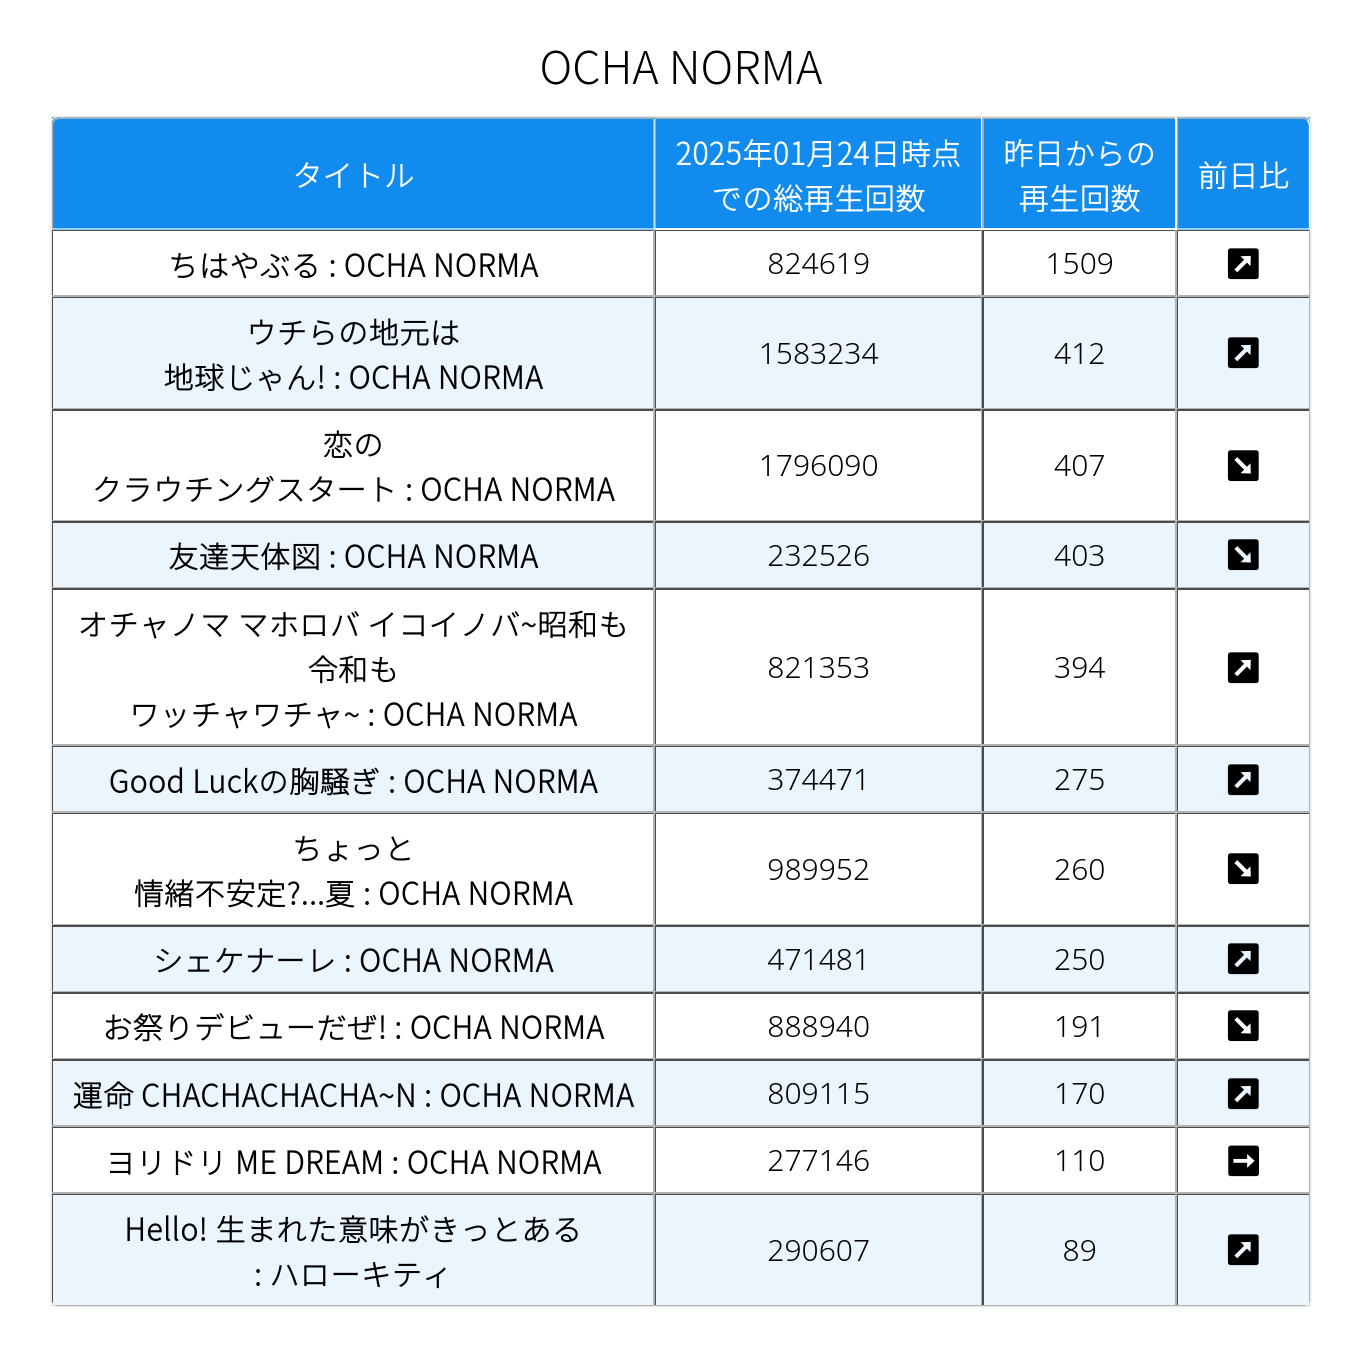 OCHA NORMA
タイトル
2025年01月24日時点
での総再生回数
昨日からの
再生回数
前日比
ちはやぶる : OCHA NORMA
824619
1509
ウチらの地元は
地球じゃん! : OCHA NORMA
1583234
412
恋の
クラウチングスタート : OCHA NORMA
1796090
407
友達天体図 : OCHA NORMA
232526
403
オチャノマ マホロバ イコイノバ~昭和も
令和も
ワッチャワチャ~ : OCHA NORMA
821353
394
Good Luckの胸騒ぎ : OCHA NORMA
374471
275
ちょっと
情緒不安定?...夏 : OCHA NORMA
989952
260
シェケナーレ : OCHA NORMA
471481
250
お祭りデビューだぜ! : OCHA NORMA
888940
191
運命 CHACHACHACHA~N : OCHA NORMA
809115
170
ヨリドリ ME DREAM : OCHA NORMA
277146
110
Hello! 生まれた意味がきっとある
: ハローキティ
290607
89